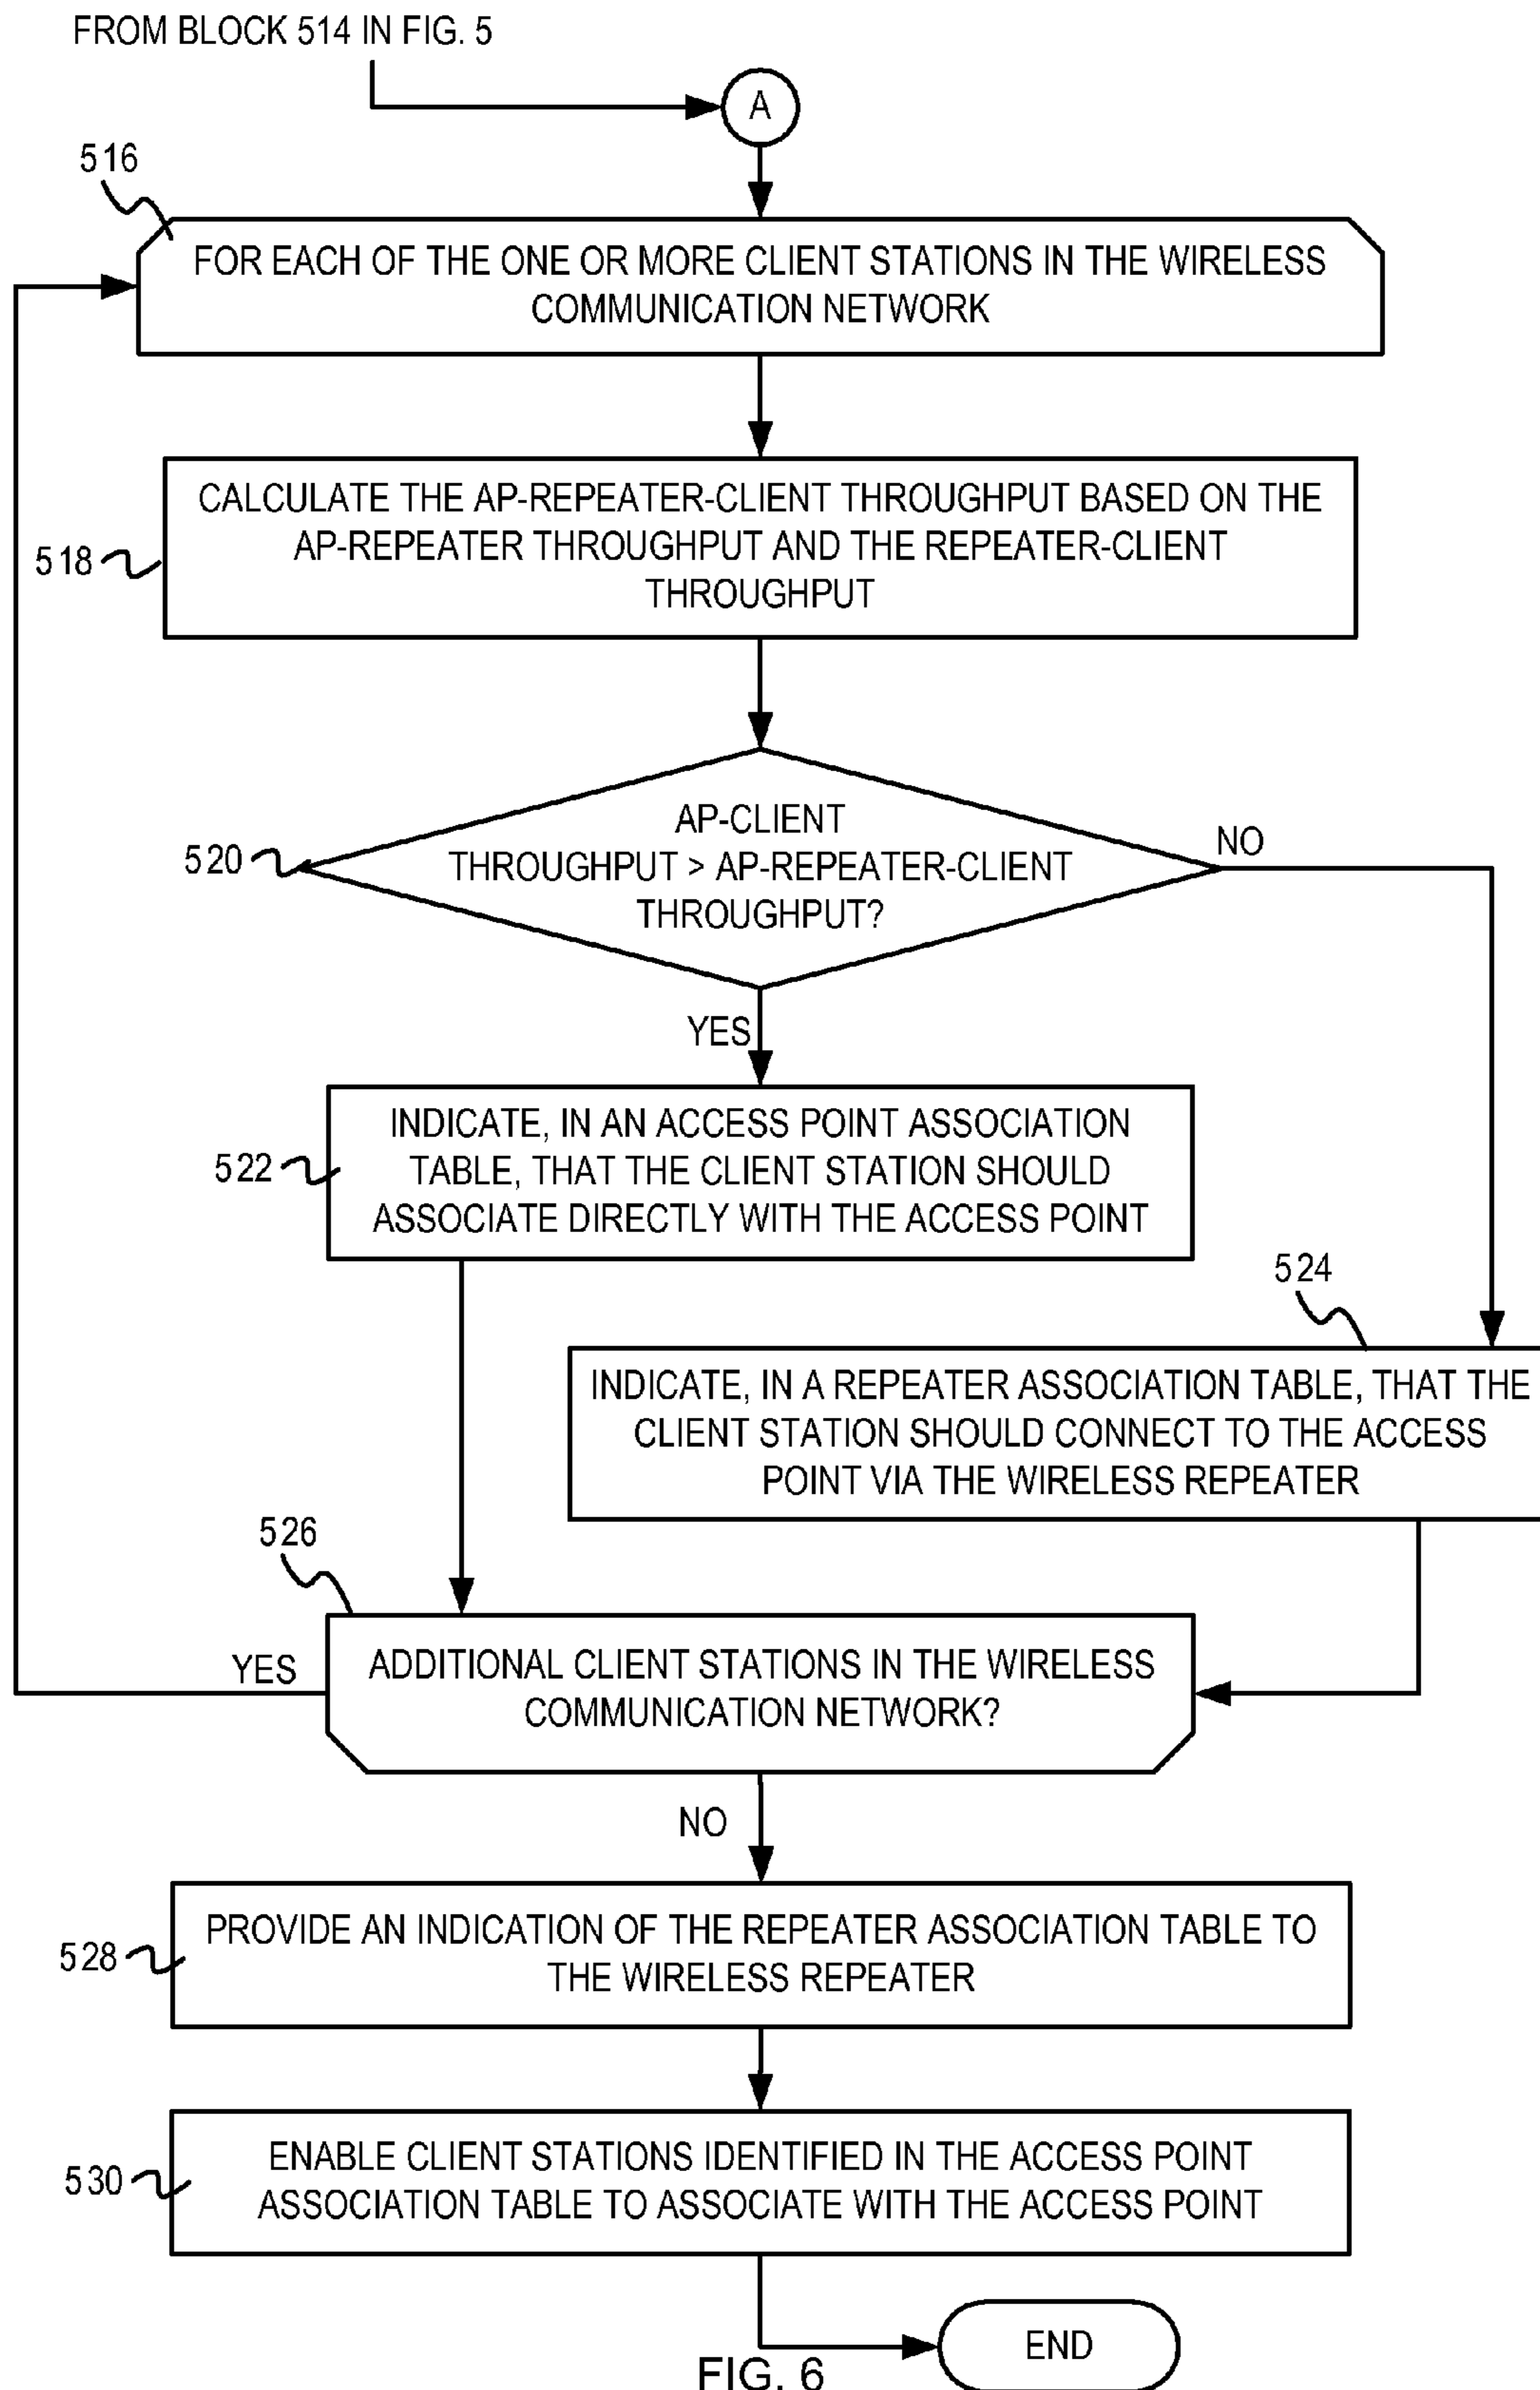 FROM BLOCK 514 IN FIG. 5
A
516
FOR EACH OF THE ONE OR MORE CLIENT STATIONS IN THE WIRELESS
COMMUNICATION NETWORK
518
CALCULATE THE AP-REPEATER-CLIENT THROUGHPUT BASED ON THE
AP-REPEATER THROUGHPUT AND THE REPEATER-CLIENT
THROUGHPUT
520
AP-CLIENT
THROUGHPUT > AP-REPEATER-CLIENT
THROUGHPUT?
NO
YES
522
INDICATE, IN AN ACCESS POINT ASSOCIATION
TABLE, THAT THE CLIENT STATION SHOULD
ASSOCIATE DIRECTLY WITH THE ACCESS POINT
524
INDICATE, IN A REPEATER ASSOCIATION TABLE, THAT THE
CLIENT STATION SHOULD CONNECT TO THE ACCESS
POINT VIA THE WIRELESS REPEATER
526
YES
ADDITIONAL CLIENT STATIONS IN THE WIRELESS
COMMUNICATION NETWORK?
NO
528
PROVIDE AN INDICATION OF THE REPEATER ASSOCIATION TABLE TO
THE WIRELESS REPEATER
530
ENABLE CLIENT STATIONS IDENTIFIED IN THE ACCESS POINT
ASSOCIATION TABLE TO ASSOCIATE WITH THE ACCESS POINT
END
FIG. 6